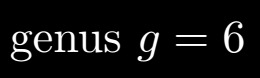 genus g = 6